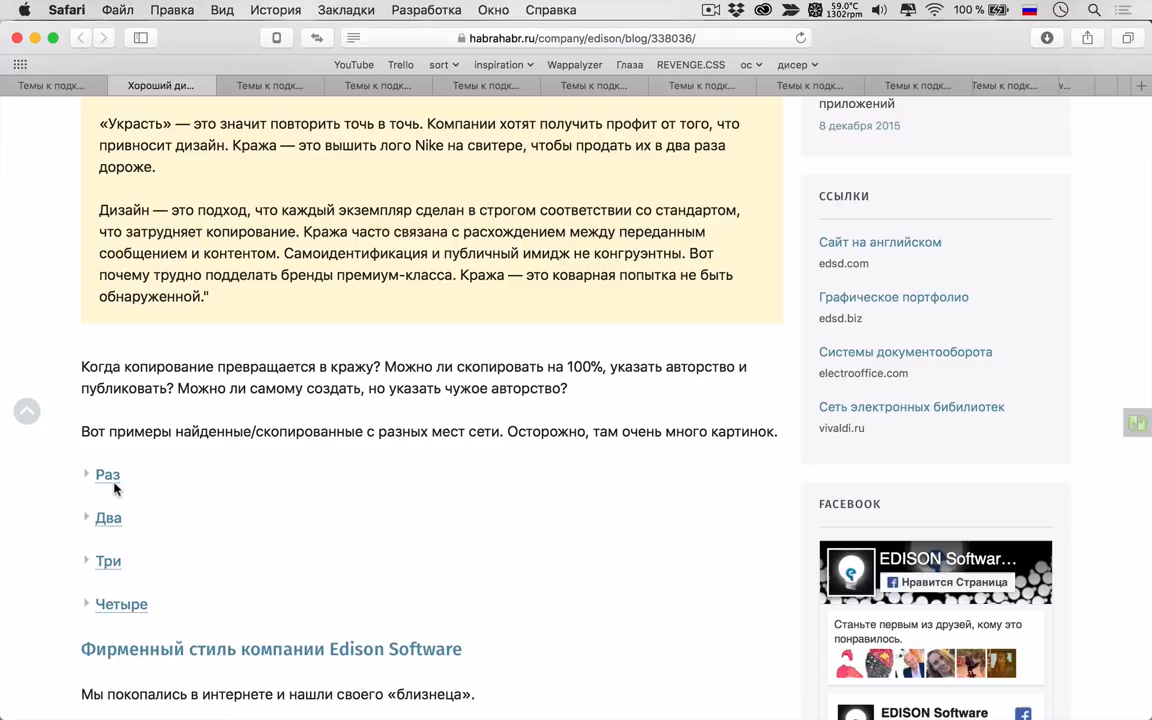 Safari Файл Правка Вид История Закладки Разработка Окно Справка
59.0°C
1302rpm
100 %
habrahabr.ru/company/edison/blog/338036/
YouTube Trello sort inspiration Wappalyzer Глаза REVENGE.CSS ос дисер
Темы к подк... Хороший ди... Темы к подк... Темы к подк... Темы к подк... Темы к подк... Темы к подк... Темы к подк... Темы к подк... Темы к подк... v...
«Украсть» — это значит повторить точь в точь. Компании хотят получить профит от того, что
привносит дизайн. Кража — это вышить лого Nike на свитере, чтобы продать их в два раза
дороже.
Дизайн — это подход, что каждый экземпляр сделан в строгом соответствии со стандартом,
что затрудняет копирование. Кража часто связана с расхождением между переданным
сообщением и контентом. Самоидентификация и публичный имидж не конгруэнтны. Вот
почему трудно подделать бренды премиум-класса. Кража — это коварная попытка не быть
обнаруженной."
Когда копирование превращается в кражу? Можно ли скопировать на 100%, указать авторство и
публиковать? Можно ли самому создать, но указать чужое авторство?
Вот примеры найденные/скопированные с разных мест сети. Осторожно, там очень много картинок.
Раз
Два
Три
Четыре
Фирменный стиль компании Edison Software
Мы покопались в интернете и нашли своего «близнеца».
приложений
8 декабря 2015
ССЫЛКИ
Сайт на английском
edsd.com
Графическое портфолио
edsd.biz
Системы документооборота
electrooffice.com
Сеть электронных бибилиотек
vivaldi.ru
FACEBOOK
EDISON Softwar...
Нравится Страница
Станьте первым из друзей, кому это
понравилось.
EDISON Software